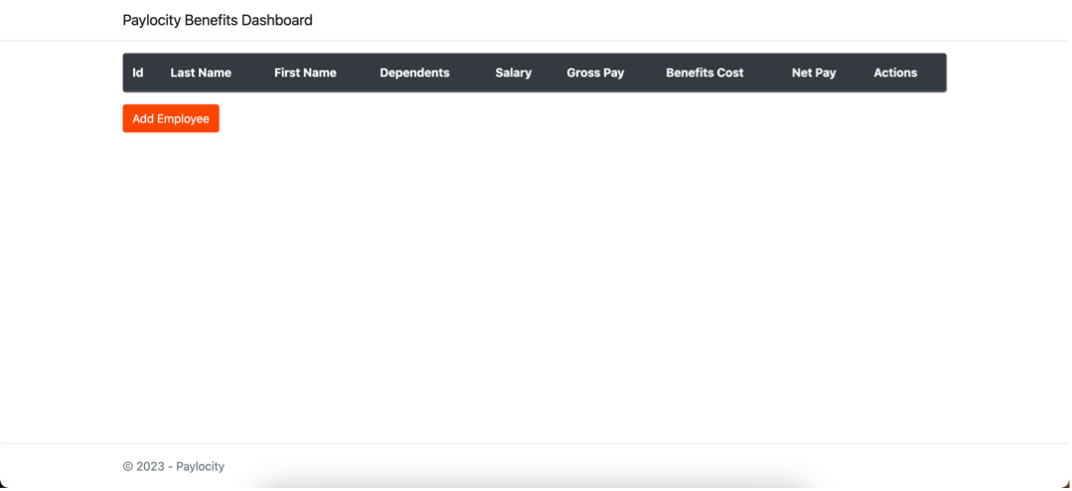 Paylocity Benefits Dashboard
Id Last Name First Name Dependents Salary Gross Pay Benefits Cost Net Pay Actions
Add Employee
© 2023 - Paylocity